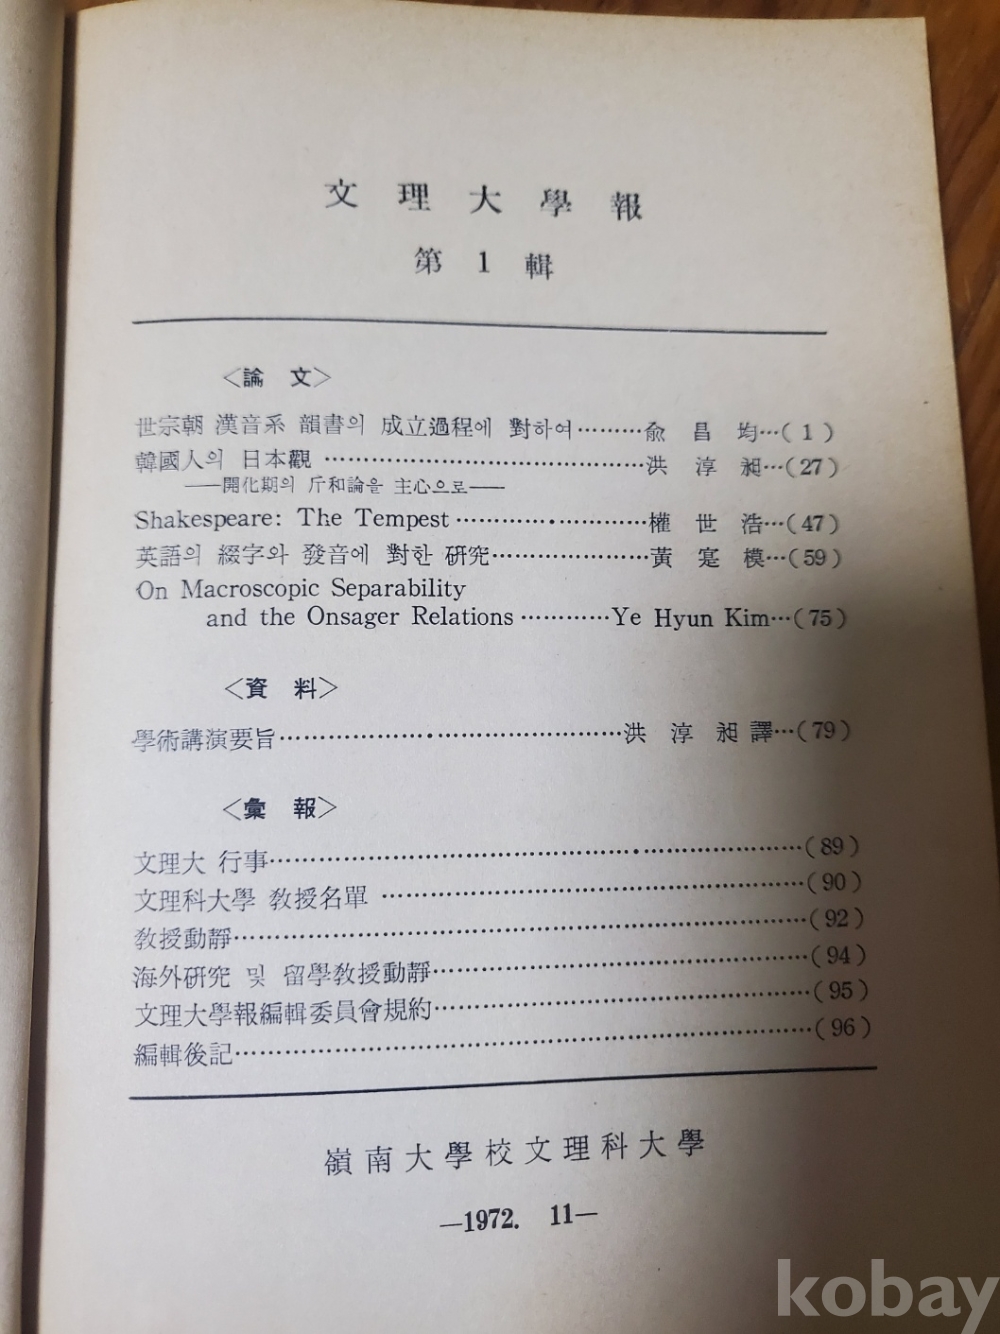 文理大學報
第1輯
<論文>
世宗朝 漢音系 韻書의 成立過程에 對하여………兪昌均…(1)
韓國人의 日本觀…………………………………洪淳昶…(27)
——開化期의 斥和論을 主心으로——
Shakespeare: The Tempest……………………權世浩…(47)
英語의 綴字와 發音에 對한 硏究…………………黃寔模…(59)
On Macroscopic Separability
and the Onsager Relations…………Ye Hyun Kim…(75)
<資料>
學術講演要旨…………………………………洪淳昶 譯…(79)
<彙報>
文理大 行事……………………………………………(89)
文理科大學 敎授名單…………………………………(90)
敎授動靜………………………………………………(92)
海外硏究 및 留學敎授動靜……………………………(94)
文理大學報編輯委員會規約……………………………(95)
編輯後記………………………………………………(96)
嶺南大學校文理科大學
—1972. 11—
kobay